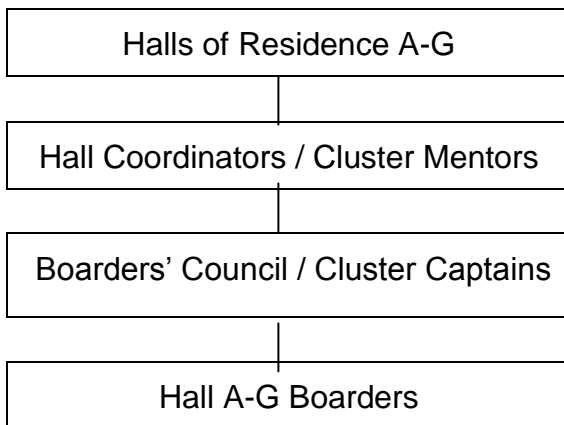 Halls of Residence A-G
Hall Coordinators / Cluster Mentors
Boarders’ Council / Cluster Captains
Hall A-G Boarders